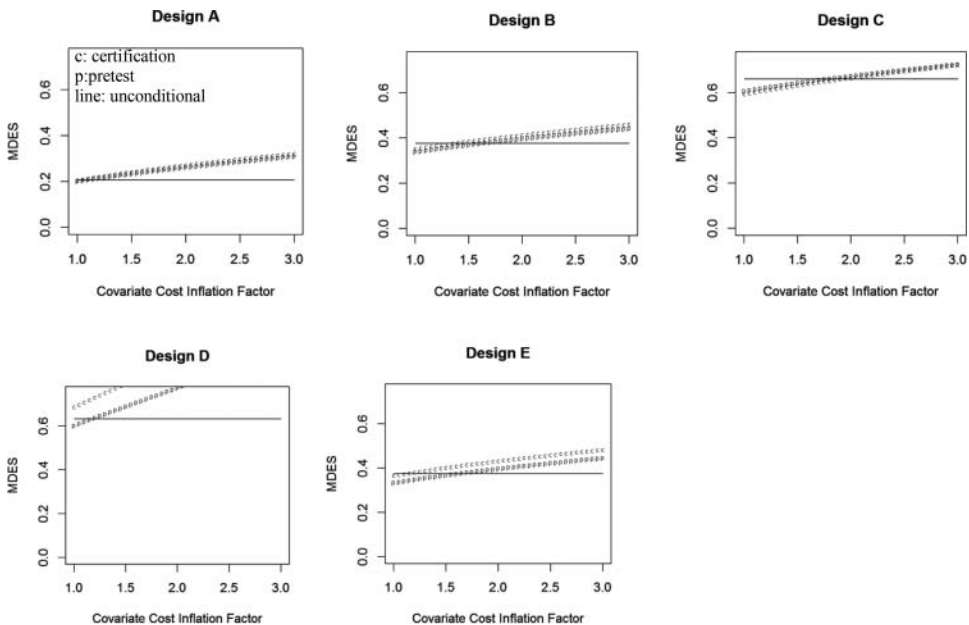 Design A
c: certification
p:pretest
line: unconditional
MDES
0.6
0.4
0.2
0.0
1.0 1.5 2.0 2.5 3.0
Covariate Cost Inflation Factor
Design B
MDES
0.6
0.4
0.2
0.0
1.0 1.5 2.0 2.5 3.0
Covariate Cost Inflation Factor
Design C
MDES
0.6
0.4
0.2
0.0
1.0 1.5 2.0 2.5 3.0
Covariate Cost Inflation Factor
Design D
MDES
0.6
0.4
0.2
0.0
1.0 1.5 2.0 2.5 3.0
Covariate Cost Inflation Factor
Design E
MDES
0.6
0.4
0.2
0.0
1.0 1.5 2.0 2.5 3.0
Covariate Cost Inflation Factor